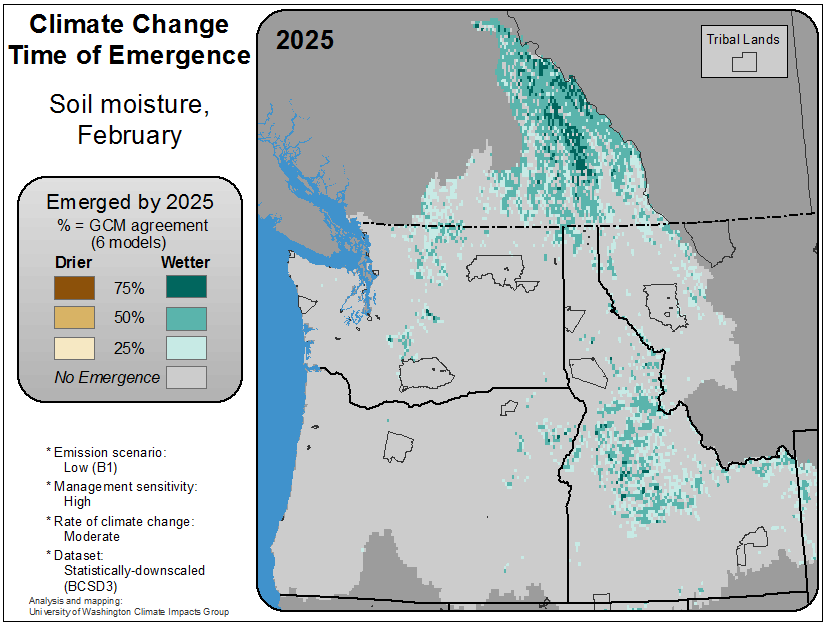 Climate Change
Time of Emergence
Soil moisture,
February
Emerged by 2025
% = GCM agreement
(6 models)
Drier Wetter
75%
50%
25%
No Emergence
* Emission scenario:
Low (B1)
* Management sensitivity:
High
* Rate of climate change:
Moderate
* Dataset:
Statistically-downscaled
(BCSD3)
Analysis and mapping:
University of Washington Climate Impacts Group
2025
Tribal Lands